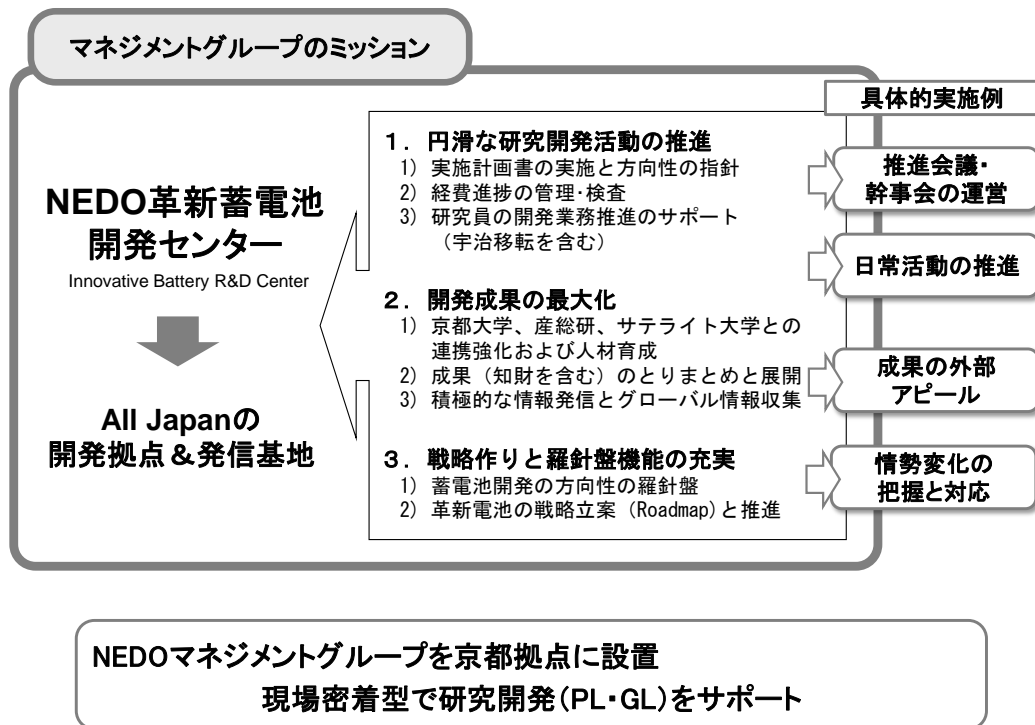 マネジメントグループのミッション
具体的実施例
NEDO革新蓄電池
開発センター
Innovative Battery R&D Center
All Japanの
開発拠点＆発信基地
１．円滑な研究開発活動の推進
1) 実施計画書の実施と方向性の指針
2) 経費進捗の管理･検査
3) 研究員の開発業務推進のサポート
（宇治移転を含む）
２．開発成果の最大化
1) 京都大学、産総研、サテライト大学との
連携強化および人材育成
2) 成果（知財を含む）のとりまとめと展開
3) 積極的な情報発信とグローバル情報収集
３．戦略作りと羅針盤機能の充実
1) 蓄電池開発の方向性の羅針盤
2) 革新電池の戦略立案 (Roadmap)と推進
推進会議・
幹事会の運営
日常活動の推進
成果の外部
アピール
情勢変化の
把握と対応
NEDOマネジメントグループを京都拠点に設置
現場密着型で研究開発(PL・GL)をサポート